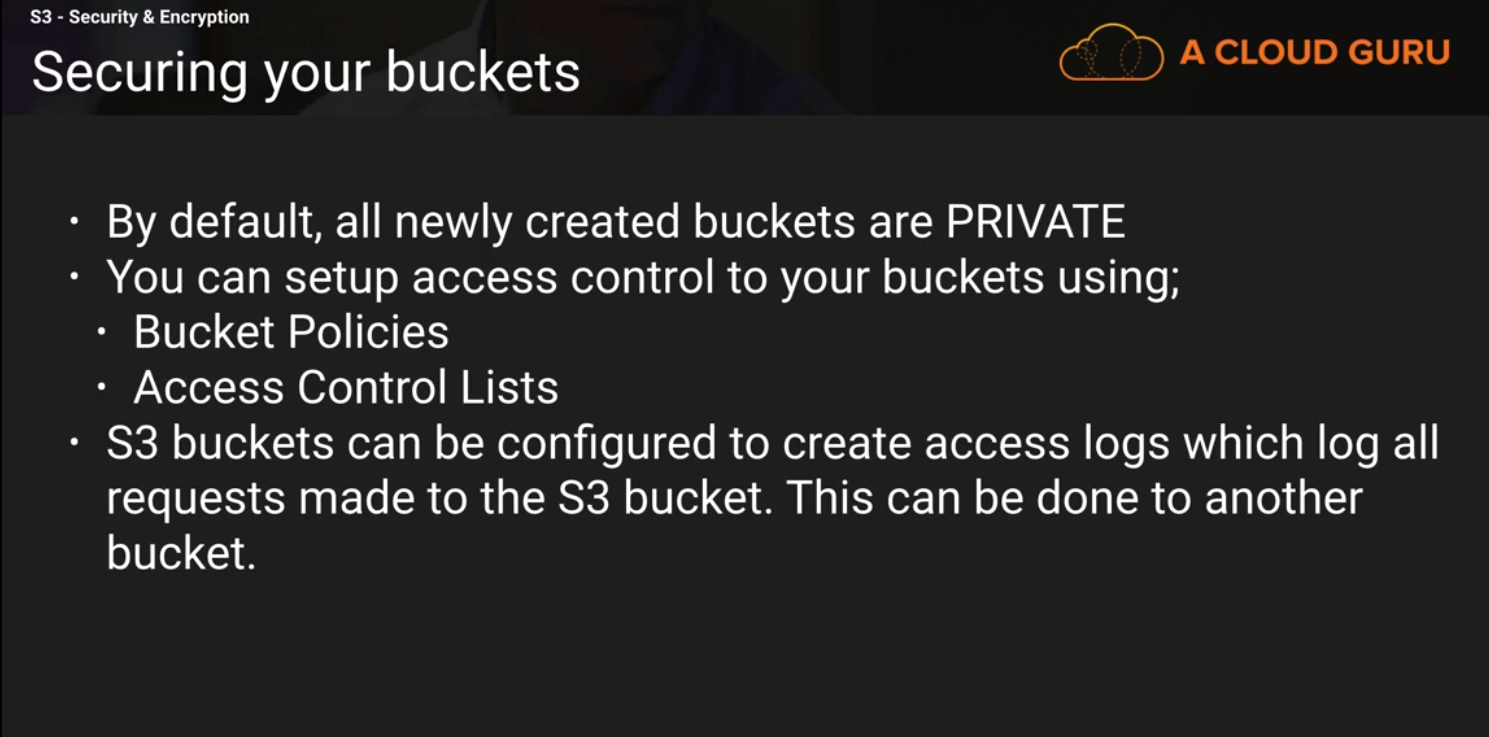 S3 - Security & Encryption
Securing your buckets
A CLOUD GURU
· By default, all newly created buckets are PRIVATE
· You can setup access control to your buckets using;
· Bucket Policies
· Access Control Lists
· S3 buckets can be configured to create access logs which log all
requests made to the S3 bucket. This can be done to another
bucket.